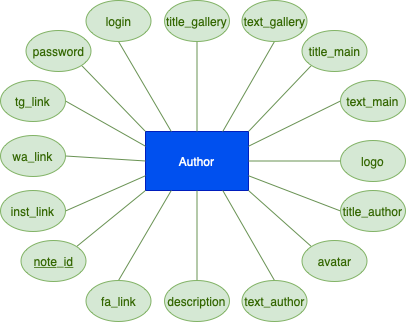 login
title_gallery
text_gallery
password
title_main
tg_link
text_main
wa_link
Author
logo
inst_link
title_author
note_id
avatar
fa_link
description
text_author